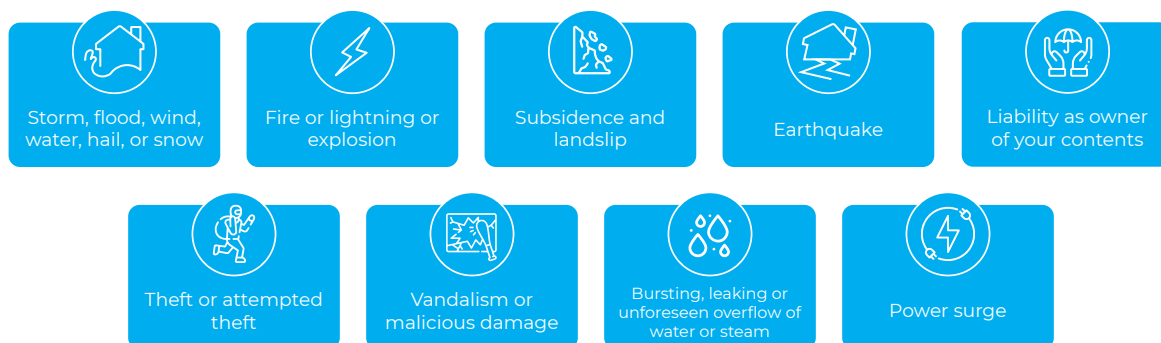 Storm, flood, wind,
water, hail, or snow
Fire or lightning or
explosion
Subsidence and
landslip
Earthquake
Liability as owner
of your contents
Theft or attempted
theft
Vandalism or
malicious damage
Bursting, leaking or
unforeseen overflow of
water or steam
Power surge